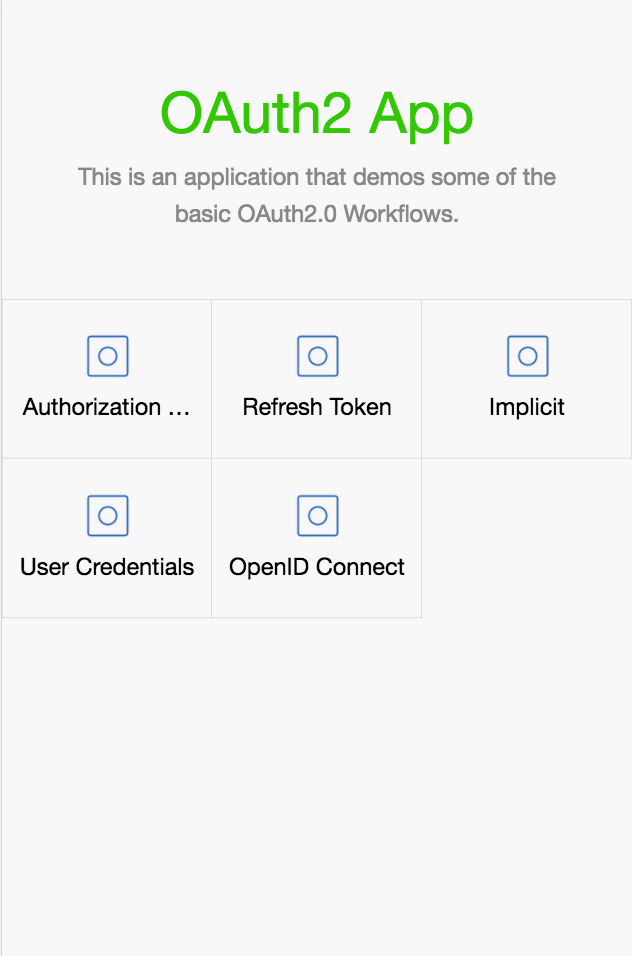 OAuth2 App
This is an application that demos some of the
basic OAuth2.0 Workflows.
Authorization ...
Refresh Token
Implicit
User Credentials
OpenID Connect